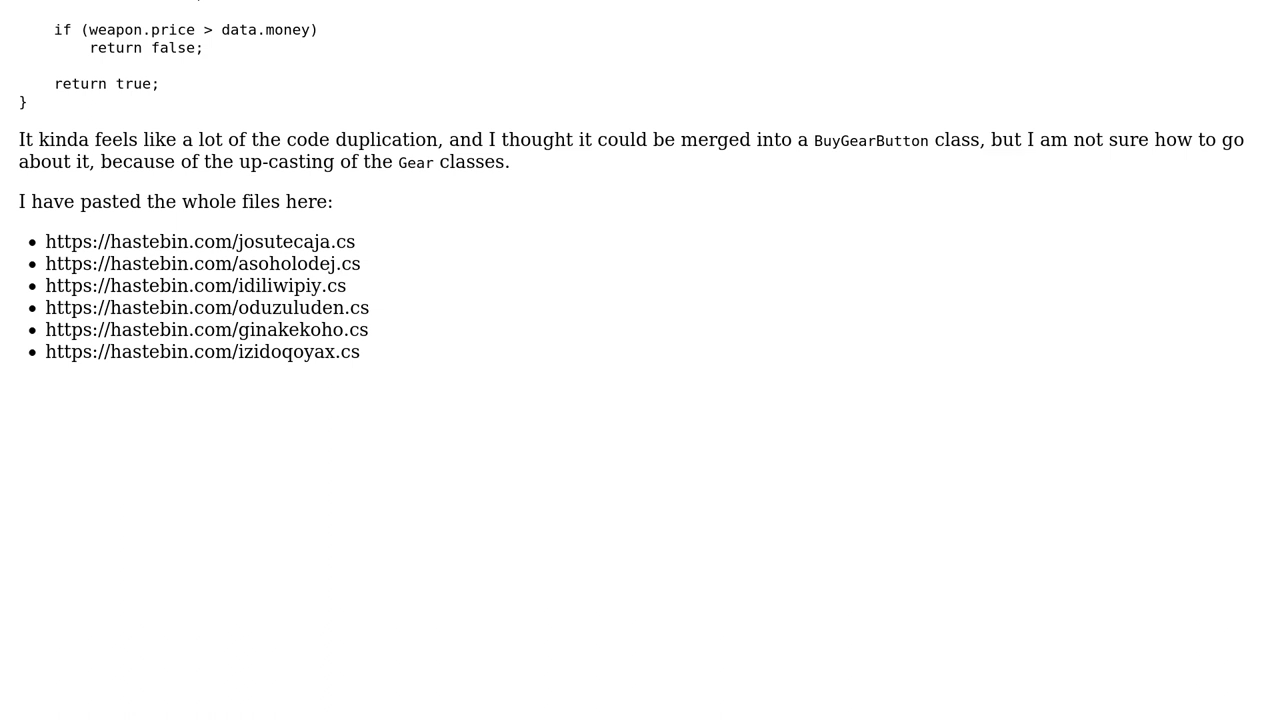 if (weapon.price > data.money)
return false;
return true;
}
It kinda feels like a lot of the code duplication, and I thought it could be merged into a BuyGearButton class, but I am not sure how to go
about it, because of the up-casting of the Gear classes.
I have pasted the whole files here:
• https://hastebin.com/josutecaja.cs
• https://hastebin.com/asoholodej.cs
• https://hastebin.com/idiliwipiy.cs
• https://hastebin.com/oduzuluden.cs
• https://hastebin.com/ginakekoho.cs
• https://hastebin.com/izidoqoyax.cs